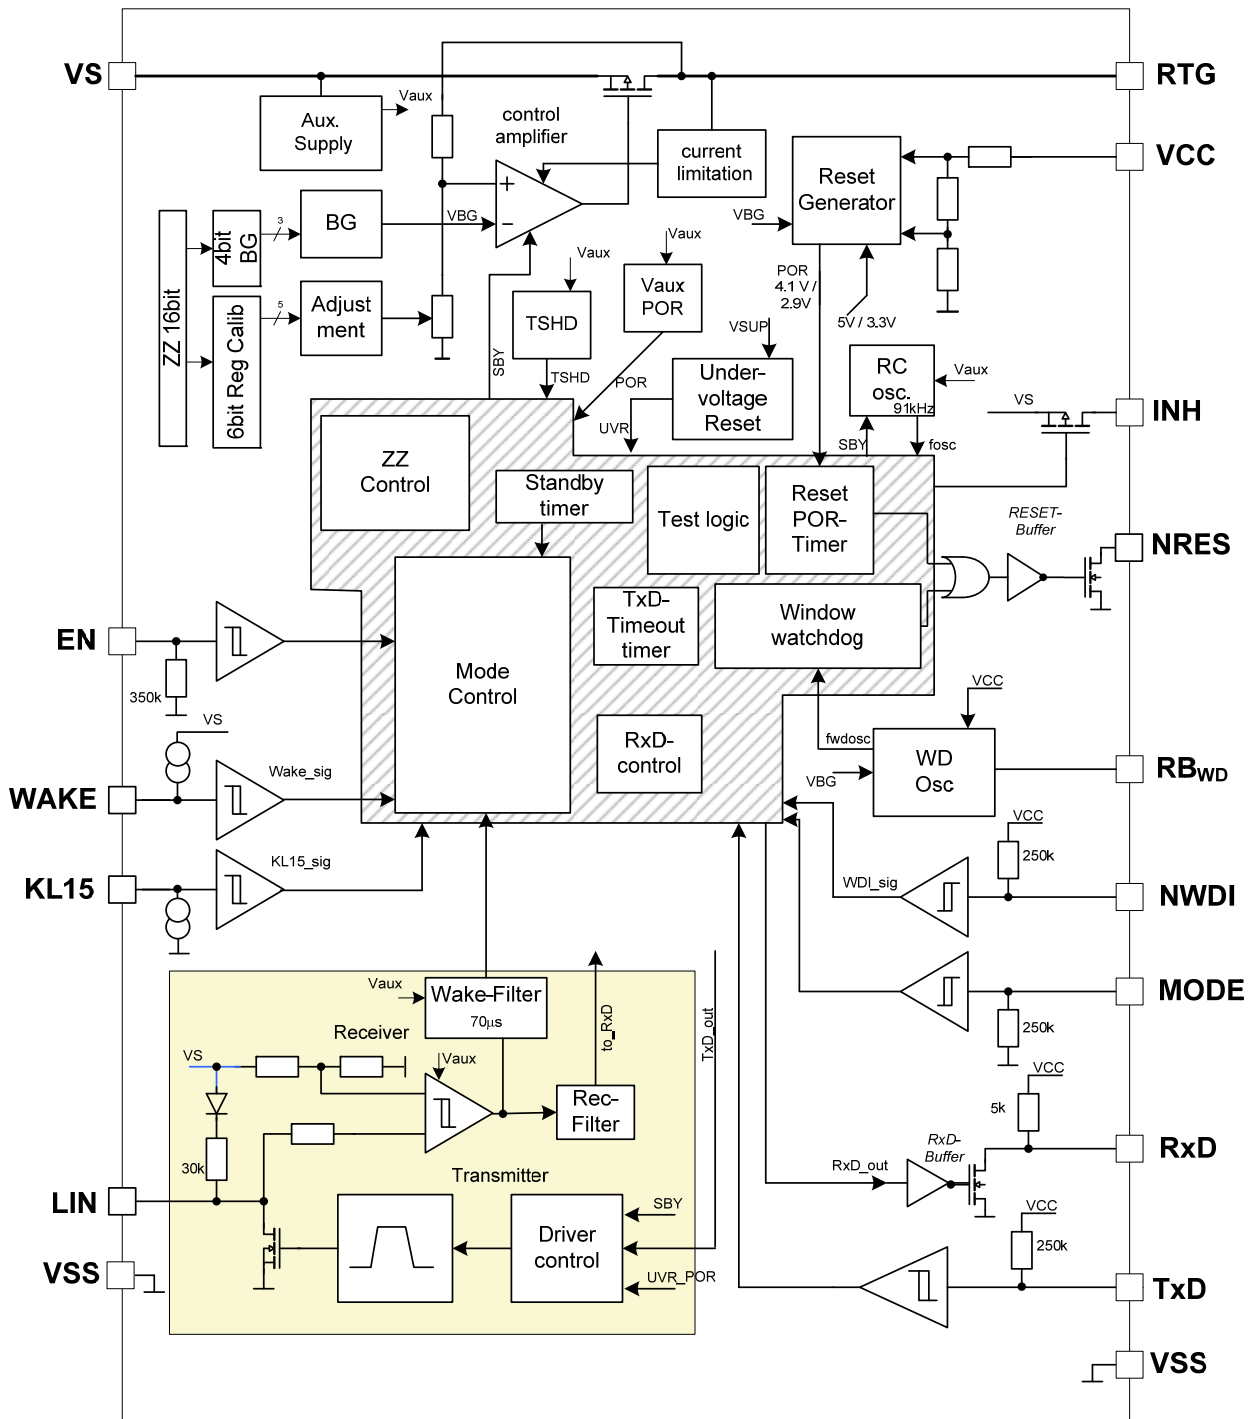 VS
RTG
Vaux
Aux.
Supply
control
amplifier
current
limitation
Reset
Generator
VCC
VBG
+
−
VBG
BG
3
4bit
BG
ZZ 16bit
6bit Reg Calib
5
Adjust
ment
SBY
Vaux
TSHD
TSHD
Vaux
Vaux
POR
POR
POR
4.1 V /
2.9V
5V / 3.3V
VSUP
Under-
voltage
Reset
UVR
RC
osc.
91kHz
Vaux
SBY
fosc
VS
INH
ZZ
Control
Standby
timer
Test logic
Reset
POR-
Timer
RESET-
Buffer
NRES
TxD-
Timeout
timer
Window
watchdog
EN
350k
Mode
Control
VS
WAKE
Wake_sig
RxD-
control
VCC
fwdosc
WD
Osc
VBG
RBWD
KL15
KL15_sig
VCC
250k
WDI_sig
NWDI
MODE
250k
Vaux
Wake-Filter
70µs
to_RxD
TxD_out
Receiver
VS
Vaux
Rec-
Filter
30k
VCC
5k
RxD-
Buffer
RxD_out
RxD
LIN
Transmitter
SBY
Driver
control
UVR_POR
VSS
VCC
250k
TxD
VSS